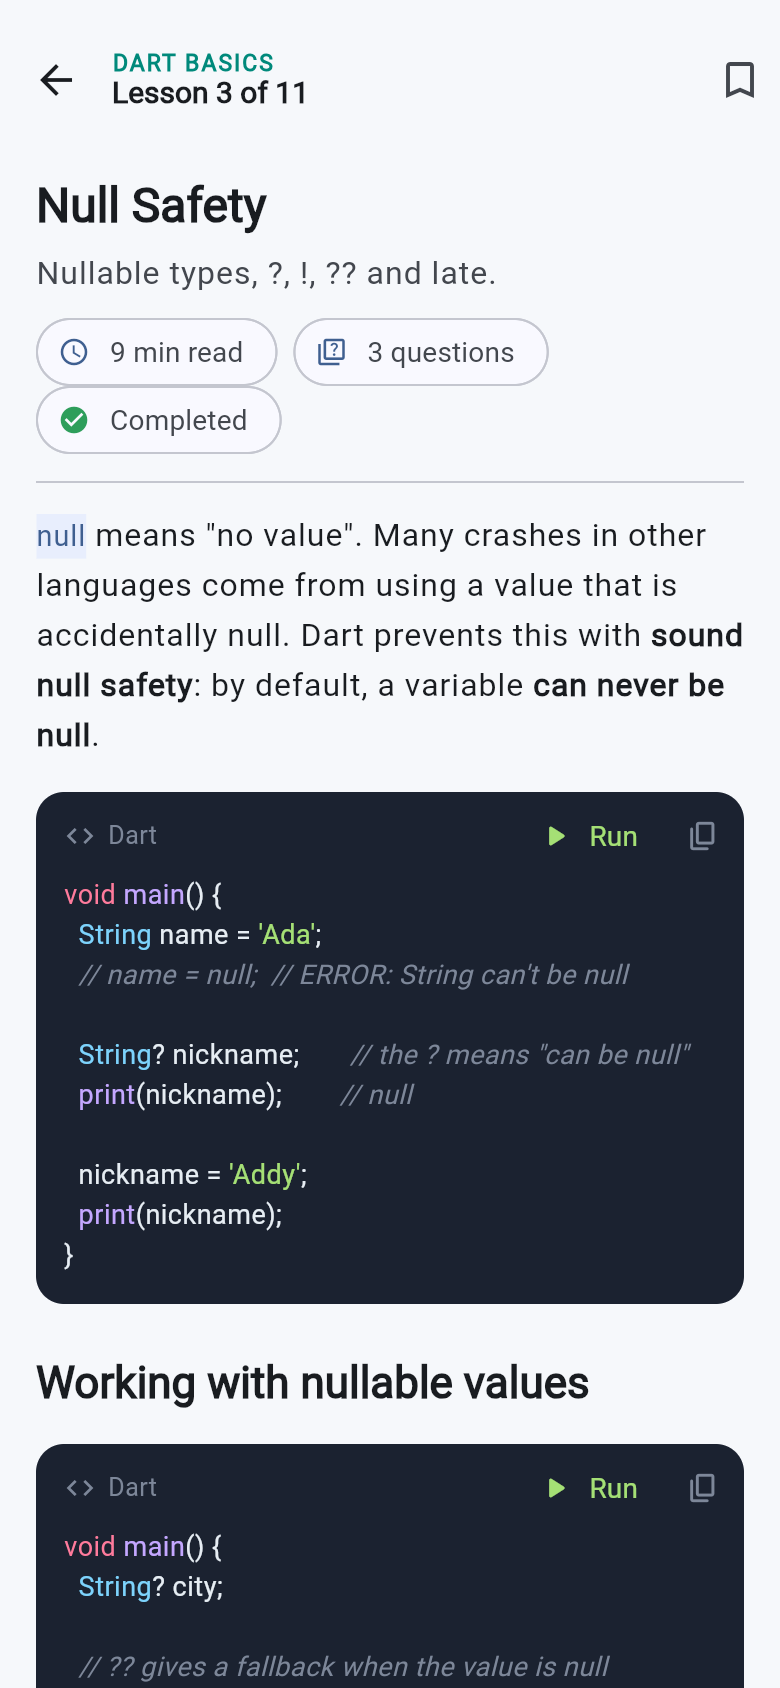 DART BASICS
Lesson 3 of 11
Null Safety
Nullable types, ?, !, ?? and late.
9 min read
3 questions
Completed
null means "no value". Many crashes in other
languages come from using a value that is
accidentally null. Dart prevents this with sound
null safety: by default, a variable can never be
null.
<> Dart
Run
void main() {
  String name = 'Ada';
  // name = null;  // ERROR: String can't be null

  String? nickname;       // the ? means "can be null"
  print(nickname);        // null

  nickname = 'Addy';
  print(nickname);
}
Working with nullable values
<> Dart
Run
void main() {
  String? city;

  // ?? gives a fallback when the value is null